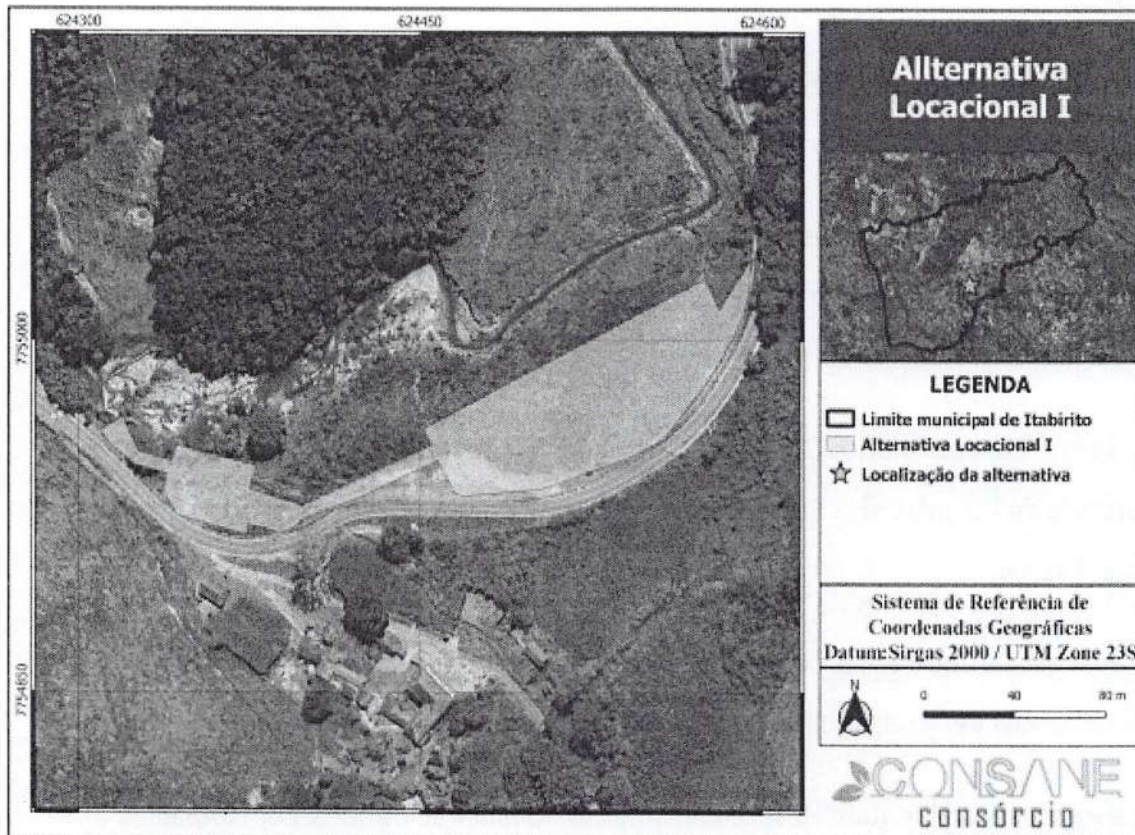 624300
624450
624600
7755000
7754850
Allternativa
Locacional I
LEGENDA
Limite municipal de Itabirito
Alternativa Locacional I
Localização da alternativa
Sistema de Referência de
Coordenadas Geográficas
Datum:Sirgas 2000 / UTM Zone 23S
N
0 40 80 m
CONSANE
consórcio